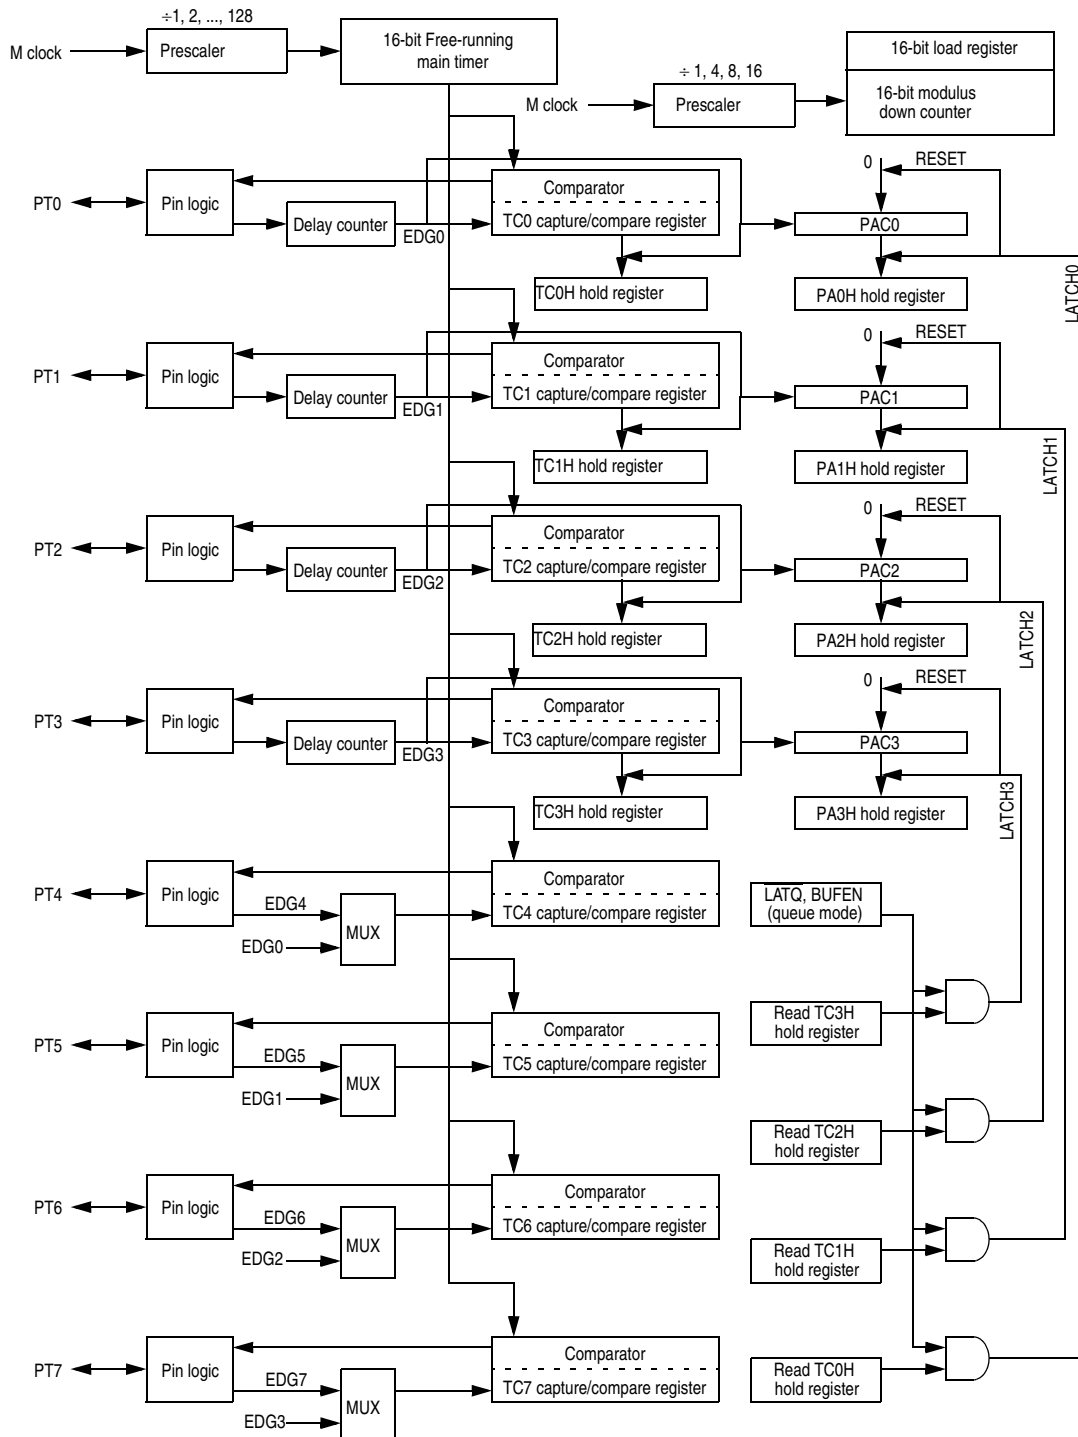 ÷1, 2, ..., 128
M clock
Prescaler
16-bit Free-running
main timer
÷ 1, 4, 8, 16
M clock
Prescaler
16-bit load register
16-bit modulus
down counter
PT0
Pin logic
Delay counter
EDG0
Comparator
TC0 capture/compare register
TC0H hold register
0
RESET
PAC0
PA0H hold register
LATCH0
PT1
Pin logic
Delay counter
EDG1
Comparator
TC1 capture/compare register
TC1H hold register
0
RESET
PAC1
PA1H hold register
LATCH1
PT2
Pin logic
Delay counter
EDG2
Comparator
TC2 capture/compare register
TC2H hold register
0
RESET
PAC2
PA2H hold register
LATCH2
PT3
Pin logic
Delay counter
EDG3
Comparator
TC3 capture/compare register
TC3H hold register
0
RESET
PAC3
PA3H hold register
LATCH3
PT4
Pin logic
EDG4
EDG0
MUX
Comparator
TC4 capture/compare register
LATQ, BUFEN
(queue mode)
Read TC3H
hold register
PT5
Pin logic
EDG5
EDG1
MUX
Comparator
TC5 capture/compare register
Read TC2H
hold register
PT6
Pin logic
EDG6
EDG2
MUX
Comparator
TC6 capture/compare register
Read TC1H
hold register
PT7
Pin logic
EDG7
EDG3
MUX
Comparator
TC7 capture/compare register
Read TC0H
hold register